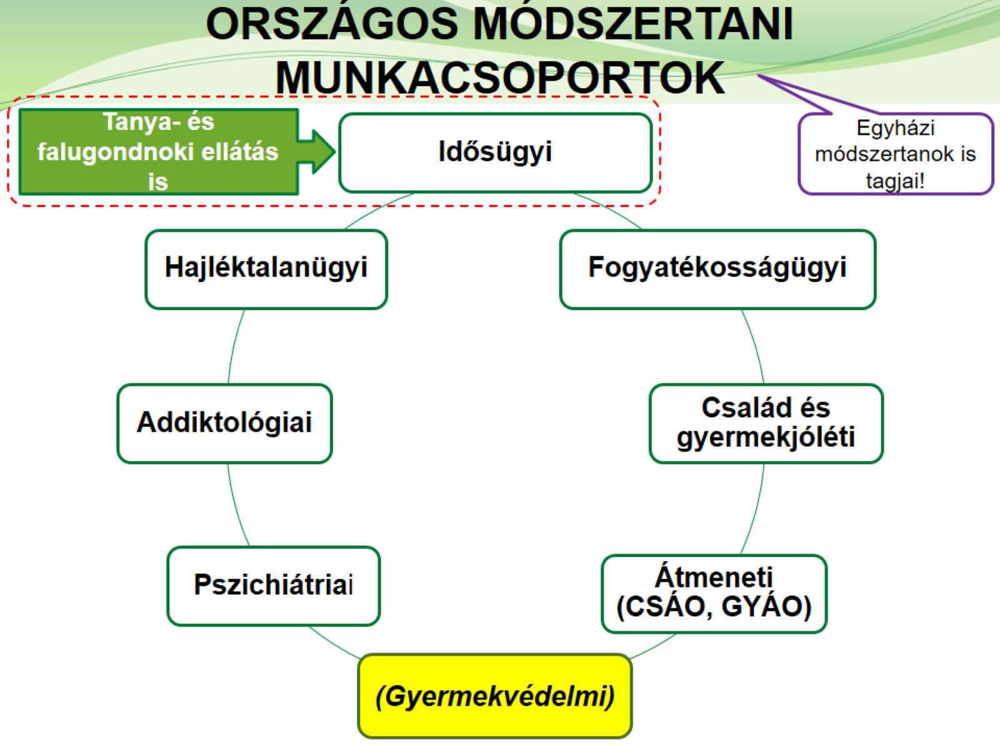 ORSZÁGOS MÓDSZERTANI
MUNKACSOPORTOK
Tanya- és
falugondnoki ellátás
is
Idősügyi
Egyházi
módszertanok is
tagjai!
Hajléktalanügyi
Fogyatékosságügyi
Addiktológiai
Család és
gyermekjóléti
Pszichiátriai
Átmeneti
(CSÁO, GYÁO)
(Gyermekvédelmi)